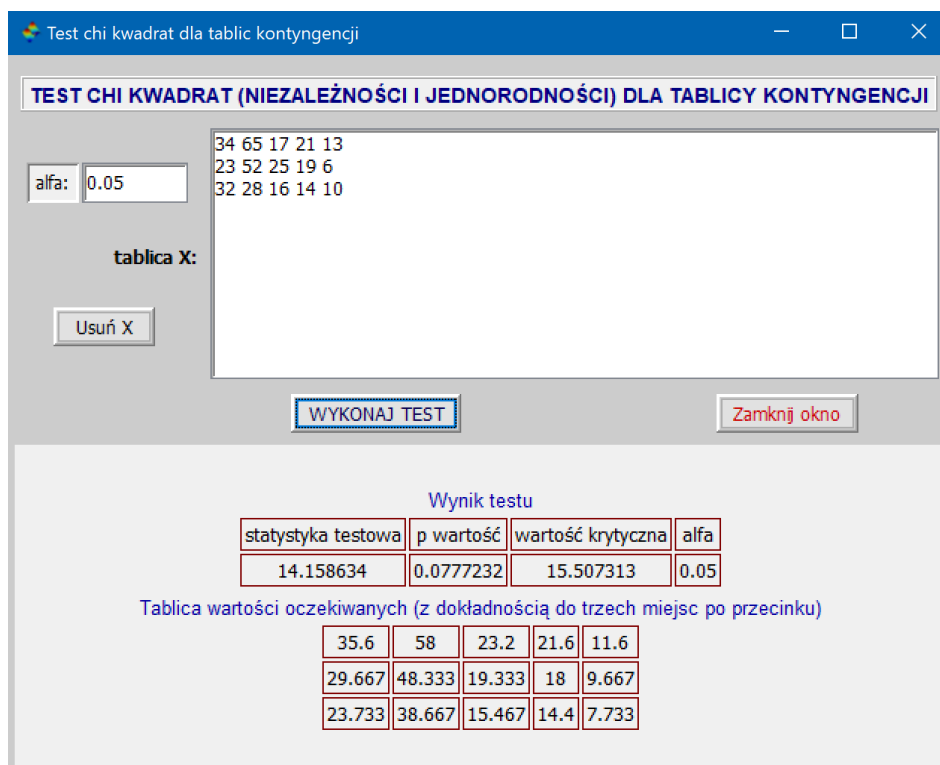 Test chi kwadrat dla tablic kontyngencji
TEST CHI KWADRAT (NIEZALEŻNOŚCI I JEDNORODNOŚCI) DLA TABLICY KONTYNGENCJI
34 65 17 21 13
23 52 25 19 6
32 28 16 14 10
alfa: 0.05
tablica X:
Usuń X
WYKONAJ TEST Zamknij okno
Wynik testu
statystyka testowa p wartość wartość krytyczna alfa
14.158634 0.0777232 15.507313 0.05
Tablica wartości oczekiwanych (z dokładnością do trzech miejsc po przecinku)
35.6 58 23.2 21.6 11.6
29.667 48.333 19.333 18 9.667
23.733 38.667 15.467 14.4 7.733